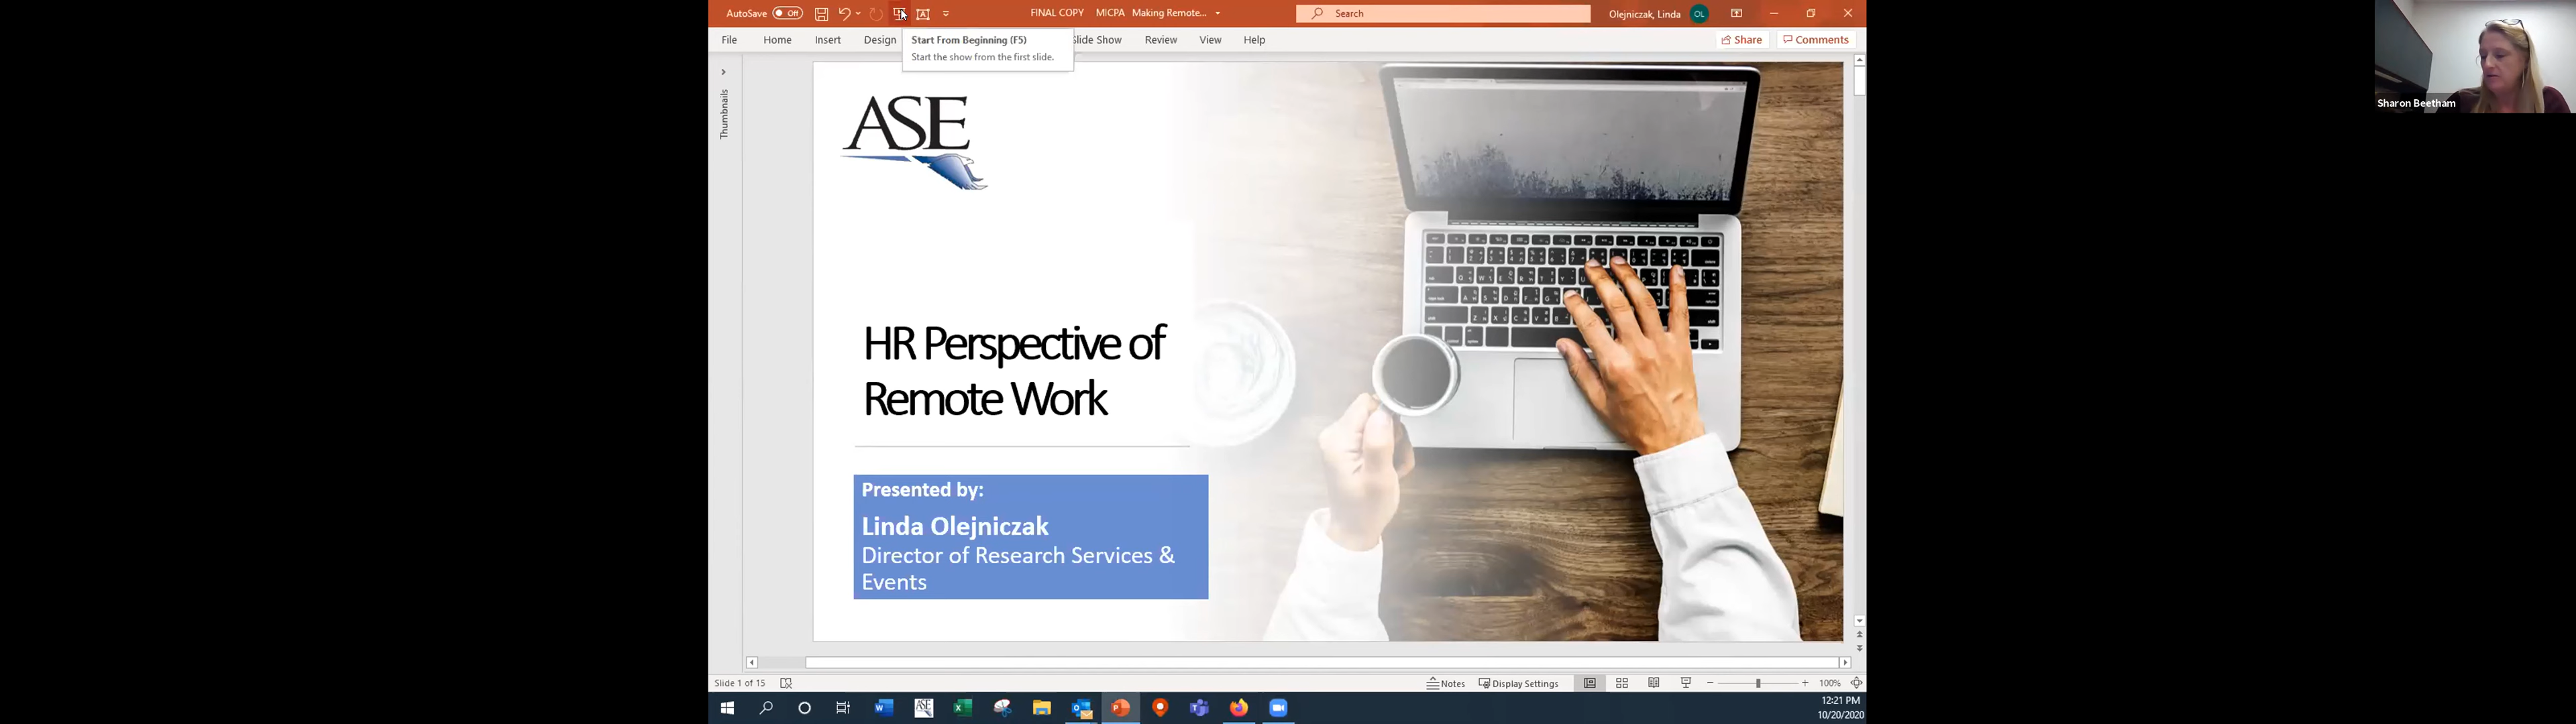 AutoSave Off
FINAL COPY MICPA Making Remote...
Search
Olejniczak, Linda OL
File Home Insert Design Slide Show Review View Help
Share Comments
Start From Beginning (F5)
Start the show from the first slide.
Thumbnails
ASE
HR Perspective of
Remote Work
Presented by:
Linda Olejniczak
Director of Research Services &
Events
Sharon Beetham
Slide 1 of 15
Notes Display Settings 100%
12:21 PM
10/20/2020